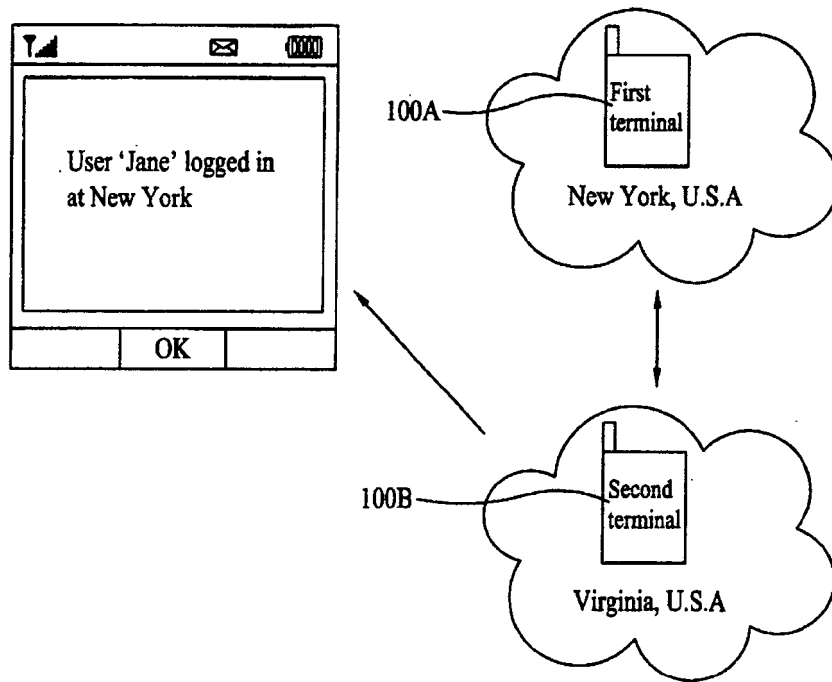 User ‘Jane’ logged in
at New York
OK
100A
First
terminal
New York, U.S.A
100B
Second
terminal
Virginia, U.S.A